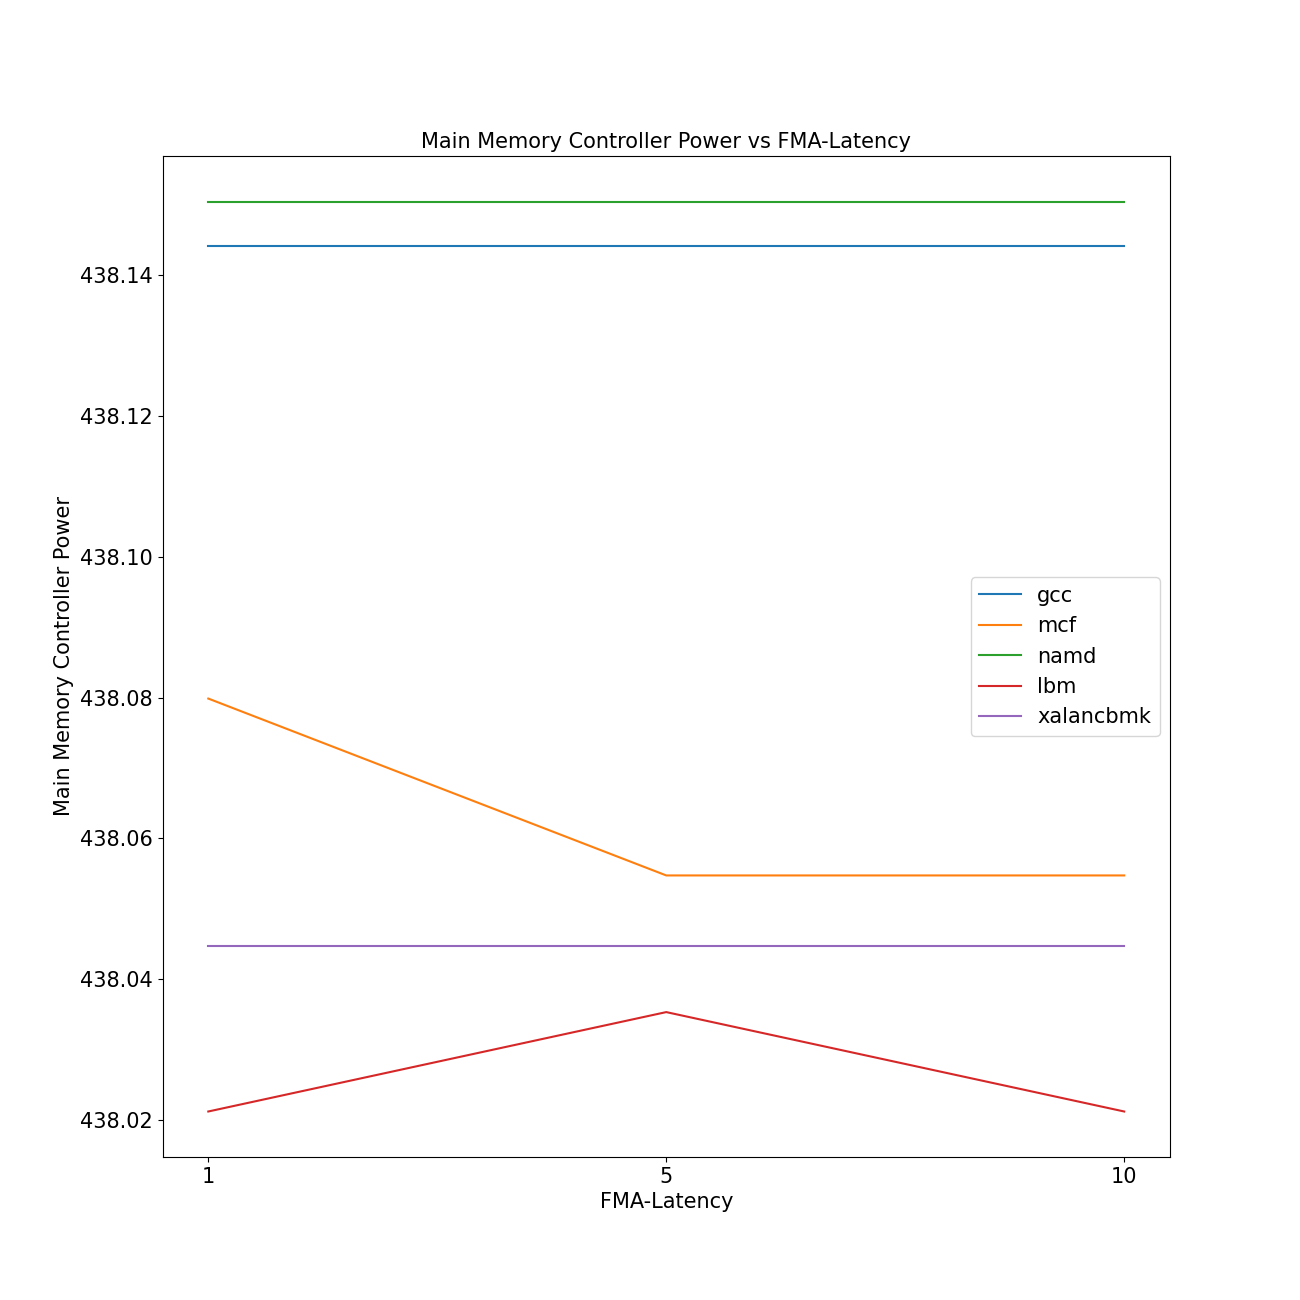 Main Memory Controller Power vs FMA-Latency
Main Memory Controller Power
438.14
438.12
438.10
438.08
438.06
438.04
438.02
gcc
mcf
namd
lbm
xalancbmk
1 5 10
FMA-Latency